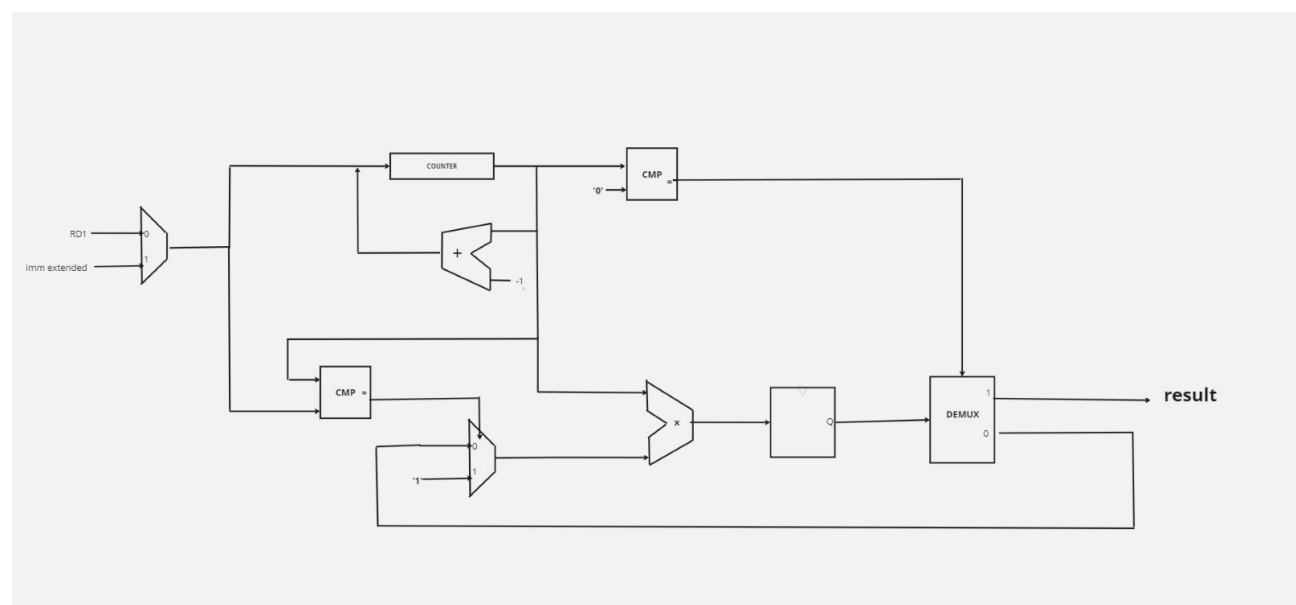 COUNTER
CMP
=
'0'
RD1
0
imm extended
1
+
-1
CMP
=
0
1
'1'
×
Q
DEMUX
1
0
result